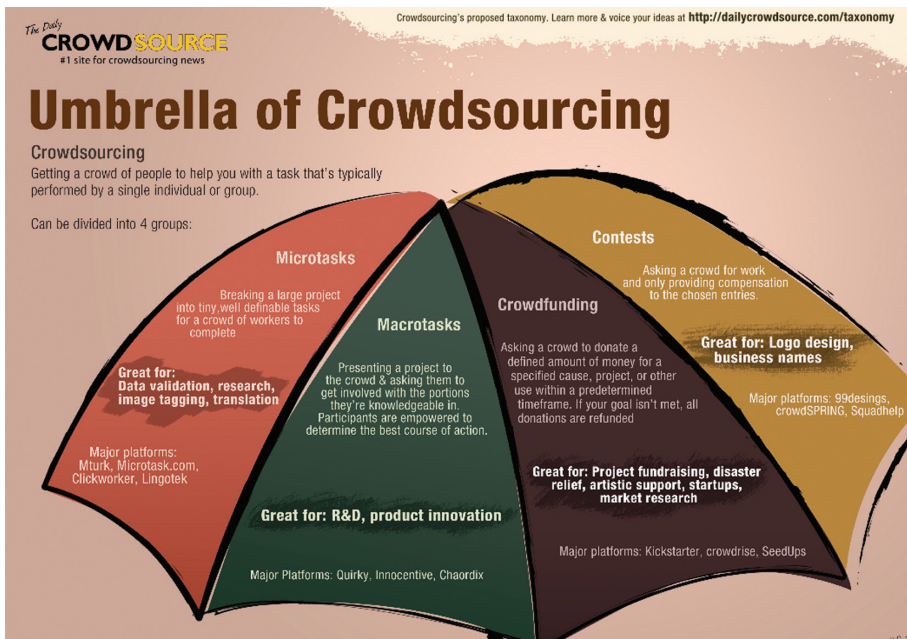 Crowdsourcing's proposed taxonomy. Learn more & voice your ideas at http://dailycrowdsource.com/taxonomy
The Daily
CROWDSOURCE
#1 site for crowdsourcing news
Umbrella of Crowdsourcing
Crowdsourcing
Getting a crowd of people to help you with a task that's typically
performed by a single individual or group.
Can be divided into 4 groups:
Microtasks
Breaking a large project
into tiny,well definable tasks
for a crowd of workers to
complete
Great for:
Data validation, research,
image tagging, translation
Major platforms:
Mturk, Microtask.com,
Clickworker, Lingotek
Macrotasks
Presenting a project to
the crowd & asking them to
get involved with the portions
they're knowledgeable in.
Participants are empowered to
determine the best course of action.
Great for: R&D, product innovation
Major Platforms: Quirky, Innocentive, Chaordix
Crowdfunding
Asking a crowd to donate a
defined amount of money for a
specified cause, project, or other
use within a predetermined
timeframe. If your goal isn't met, all
donations are refunded
Great for: Project fundraising, disaster
relief, artistic support, startups,
market research
Major platforms: Kickstarter, crowdrise, SeedUps
Contests
Asking a crowd for work
and only providing compensation
to the chosen entries.
Great for: Logo design,
business names
Major platforms: 99desings,
crowdSPRING, Squadhelp